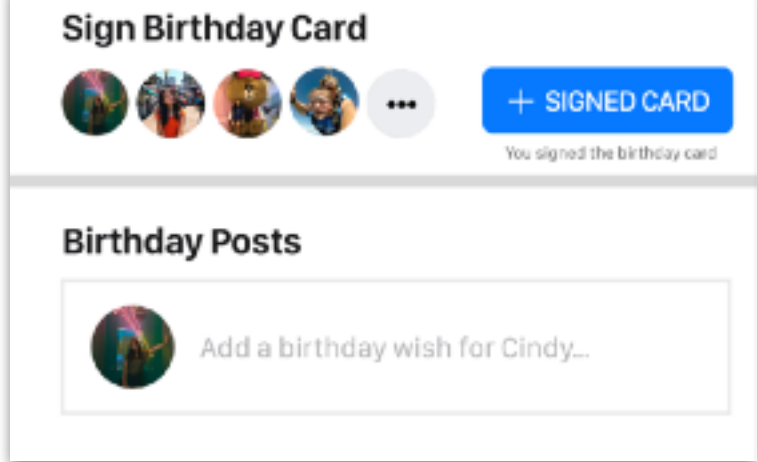 Sign Birthday Card
+ SIGNED CARD
You signed the birthday card
Birthday Posts
Add a birthday wish for Cindy...